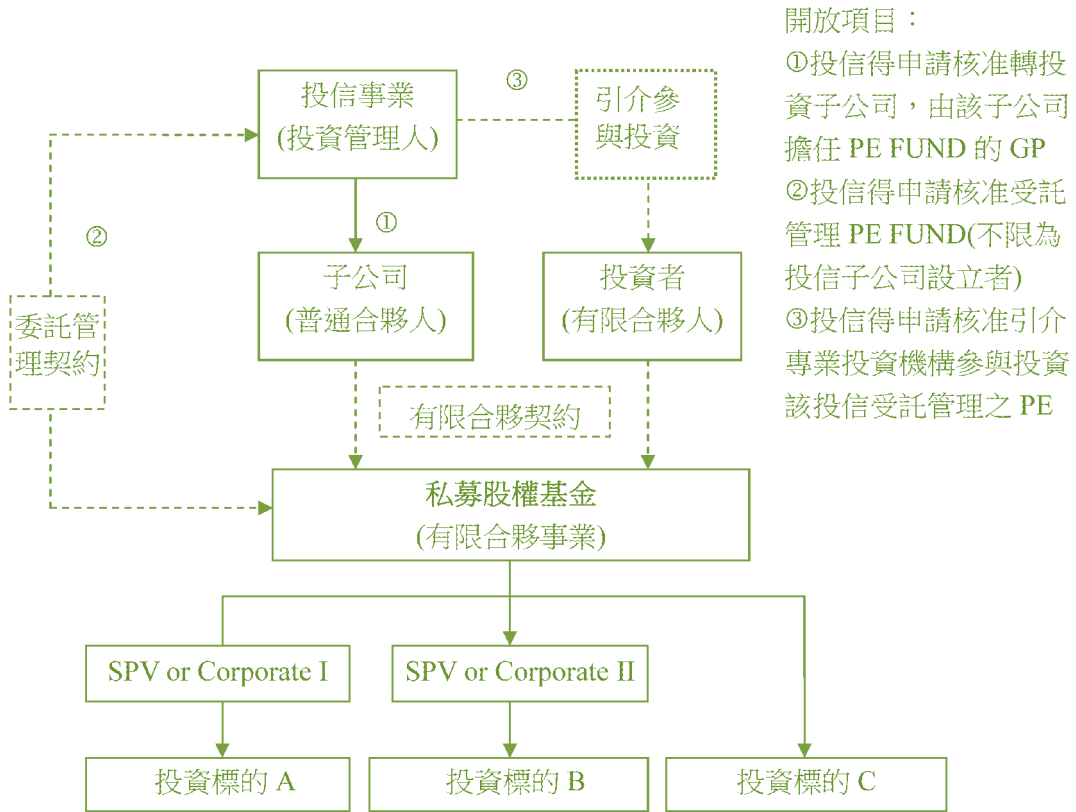 開放項目：
①投信得申請核准轉投
資子公司，由該子公司
擔任 PE FUND 的 GP
②投信得申請核准受託
管理 PE FUND(不限為
投信子公司設立者)
③投信得申請核准引介
專業投資機構參與投資
該投信受託管理之 PE
投信事業
(投資管理人)
③
引介參
與投資
②
①
子公司
(普通合夥人)
投資者
(有限合夥人)
委託管
理契約
有限合夥契約
私募股權基金
(有限合夥事業)
SPV or Corporate I
SPV or Corporate II
投資標的 A
投資標的 B
投資標的 C